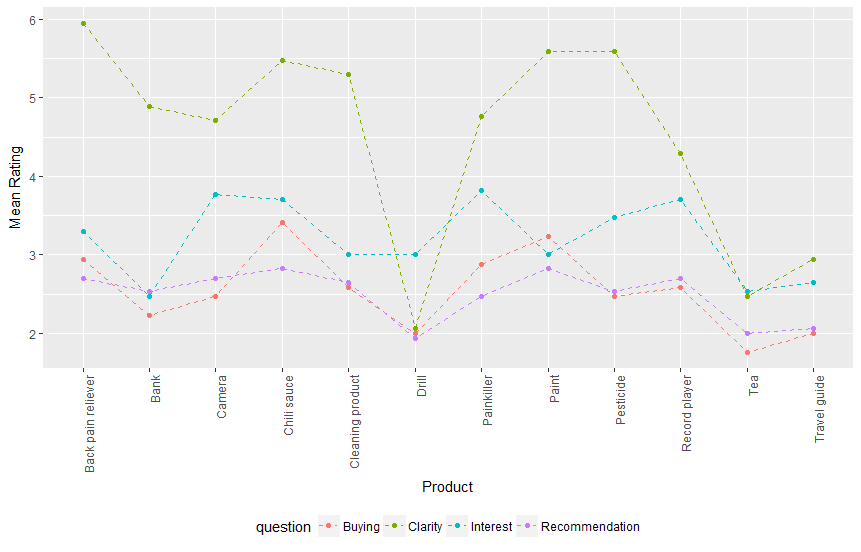 6
5
4
3
2
Mean Rating
Back pain reliever
Bank
Camera
Chili sauce
Cleaning product
Drill
Painkiller
Paint
Pesticide
Record player
Tea
Travel guide
Product
question Buying Clarity Interest Recommendation